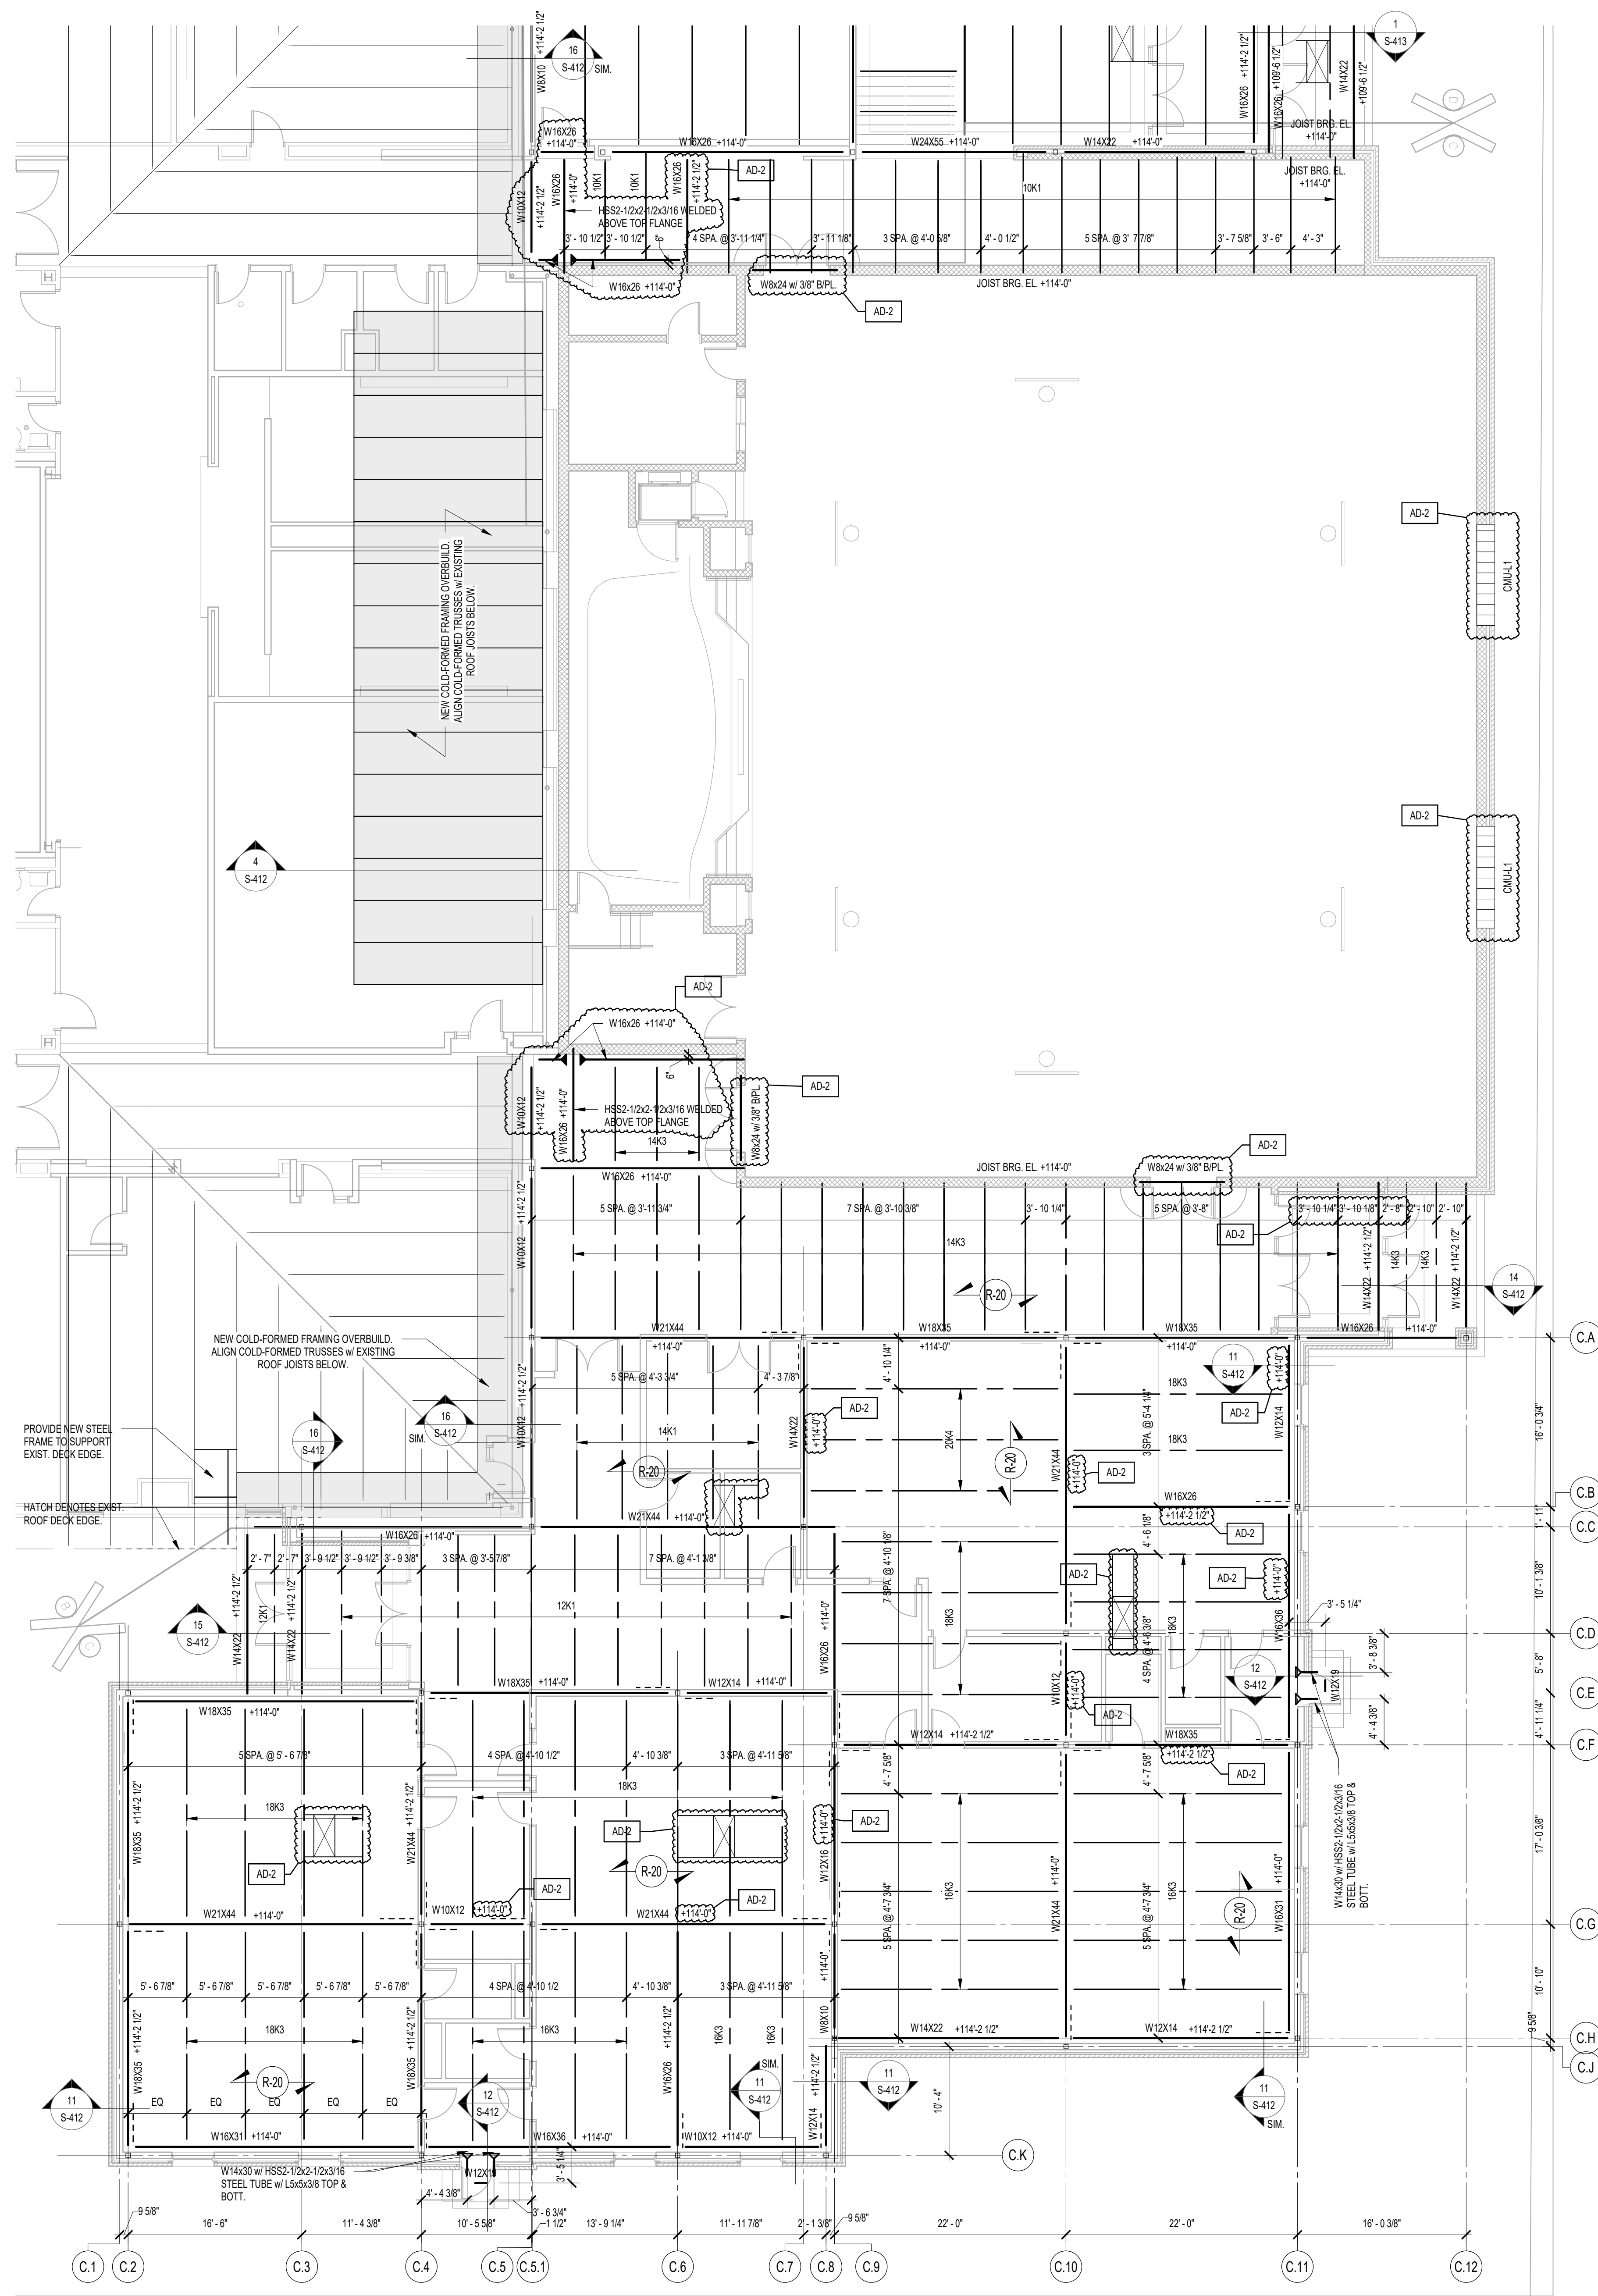 W8X10 +114'-2 1/2"
16
S-412
SIM.
1
S-413
W16X26 +114'-2 1/2"
W16X26 +109'-6 1/2"
W14X22
+109'-6 1/2"
JOIST BRG. EL.
+114'-0"
W16X26
+114'-0"
W16X26 +114'-0"
W24X55 +114'-0"
W14X22 +114'-0"
AD-2
JOIST BRG. EL.
+114'-0"
W10X12
+114'-2 1/2"
W16X26
+114'-0"
10K1
10K1
W16X26
+114'-2 1/2"
10K1
HSS2-1/2x2-1/2x3/16 WELDED
ABOVE TOP FLANGE
3' - 10 1/2"
3' - 10 1/2"
6"
4 SPA. @ 3'-11 1/4"
3' - 11 1/8"
3 SPA. @ 4'-0 5/8"
4' - 0 1/2"
5 SPA. @ 3' 7 7/8"
3' - 7 5/8"
3' - 6"
4' - 3"
W16x26 +114'-0"
W8x24 w/ 3/8" B/PL.
JOIST BRG. EL. +114'-0"
AD-2
NEW COLD-FORMED FRAMING OVERBUILD.
ALIGN COLD-FORMED TRUSSES w/ EXISTING
ROOF JOISTS BELOW.
AD-2
CMU-L1
AD-2
CMU-L1
4
S-412
AD-2
W16x26 +114'-0"
6"
AD-2
W10X12
+114'-2 1/2"
W16X26 +114'-0"
HSS2-1/2x2-1/2x3/16 WELDED
ABOVE TOP FLANGE
W8x24 w/ 3/8" B/PL.
14K3
AD-2
W16X26 +114'-0"
JOIST BRG. EL. +114'-0"
W8x24 w/ 3/8" B/PL.
W10X12 +114'-2 1/2"
5 SPA. @ 3'-11 3/4"
7 SPA. @ 3'-10 3/8"
3' - 10 1/4"
5 SPA. @ 3'-8"
3' - 10 1/4"
3' - 10 1/8"
2' - 8"
2' - 10"
2' - 10"
AD-2
14K3
W14X22 +114'-2 1/2"
14K3
14K3
W14X22 +114'-2 1/2"
14
S-412
R-20
NEW COLD-FORMED FRAMING OVERBUILD.
ALIGN COLD-FORMED TRUSSES w/ EXISTING
ROOF JOISTS BELOW.
W21X44
+114'-0"
W18X35
+114'-0"
W18X35
+114'-0"
W16X26 +114'-0"
C.A
11
S-412
+114'-0"
AD-2
W12X14
W10X12 +114'-2 1/2"
5 SPA. @ 4'-3 3/4"
4' - 3 7/8"
4' - 10 1/4"
18K3
3 SPA. @ 5'-4 1/4"
18K3
16' - 0 3/4"
AD-2
W14X22
+114'-0"
20K4
R-20
W21X44
+114'-0"
AD-2
PROVIDE NEW STEEL
FRAME TO SUPPORT
EXIST. DECK EDGE.
16
S-412
SIM.
16
S-412
14K1
R-20
HATCH DENOTES EXIST.
ROOF DECK EDGE.
W16X26
+114'-2 1/2"
AD-2
C.B
1' - 11"
C.C
W16X26 +114'-0"
W21X44 +114'-0"
2' - 7"
2' - 7"
3' - 9 1/2"
3' - 9 1/2"
3' - 9 3/8"
3 SPA. @ 3'-5 7/8"
7 SPA. @ 4'-1 3/8"
7 SPA. @ 4'-10 1/8"
4' - 6 1/8"
AD-2
AD-2
+114'-0"
10' - 1 3/8"
W14X22 +114'-2 1/2"
12K1
W14X22 +114'-2 1/2"
12K1
W16X26 +114'-0"
18K3
4 SPA. @ 4'-6 3/8"
18K3
W16X36
3' - 5 1/4"
15
S-412
C.D
3' - 8 3/8"
5' - 8"
12
S-412
W12X19
W10X12
+114'-0"
AD-2
C.E
W18X35 +114'-0"
W12X14 +114'-0"
W18X35 +114'-0"
W12X14 +114'-2 1/2"
W18X35
+114'-2 1/2"
AD-2
4' - 4 3/8"
4' - 11 1/4"
C.F
5 SPA. @ 5' - 6 7/8"
4 SPA. @ 4'-10 1/2"
4' - 10 3/8"
3 SPA. @ 4'-11 5/8"
4' - 7 5/8"
4' - 7 5/8"
W18X35 +114'-2 1/2"
18K3
W21X44 +114'-2 1/2"
18K3
AD-2
AD-2
R-20
W12X16
+114'-0"
AD-2
W14x30 w/ HSS2-1/2x2-1/2x3/16
STEEL TUBE w/ L5x5x3/8 TOP &
BOTT.
17' - 0 3/8"
AD-2
AD-2
5 SPA. @ 4'-7 3/4"
16K3
W21X44 +114'-0"
5 SPA. @ 4'-7 3/4"
16K3
W16X31 +114'-0"
R-20
W21X44 +114'-0"
W10X12
+114'-0"
W21X44
+114'-0"
C.G
5' - 6 7/8"
5' - 6 7/8"
5' - 6 7/8"
5' - 6 7/8"
5' - 6 7/8"
4 SPA. @ 4'-10 1/2
4' - 10 3/8"
3 SPA. @ 4'-11 5/8"
W8X10 +114'-0"
10' - 10"
W18X35 +114'-2 1/2"
18K3
W18X35 +114'-2 1/2"
16K3
W16X26 +114'-2 1/2"
16K3
16K3
W14X22 +114'-2 1/2"
W12X14 +114'-2 1/2"
9 5/8"
C.H
C.J
R-20
11
S-412
EQ
EQ
EQ
EQ
EQ
12
S-412
SIM.
11
S-412
W12X14 +114'-2 1/2"
11
S-412
10' - 4"
11
S-412
SIM.
W16X31 +114'-0"
W16X36 +114'-0"
W10X12 +114'-0"
C.K
W14x30 w/ HSS2-1/2x2-1/2x3/16
STEEL TUBE w/ L5x5x3/8 TOP &
BOTT.
3' - 5 1/4"
4' - 4 3/8"
3' - 6 3/4"
9 5/8"
16' - 6"
11' - 4 3/8"
10' - 5 5/8"
1 1/2"
13' - 9 1/4"
11' - 11 7/8"
2' - 1 3/8"
9 5/8"
22' - 0"
22' - 0"
16' - 0 3/8"
C.1
C.2
C.3
C.4
C.5
C.5.1
C.6
C.7
C.8
C.9
C.10
C.11
C.12